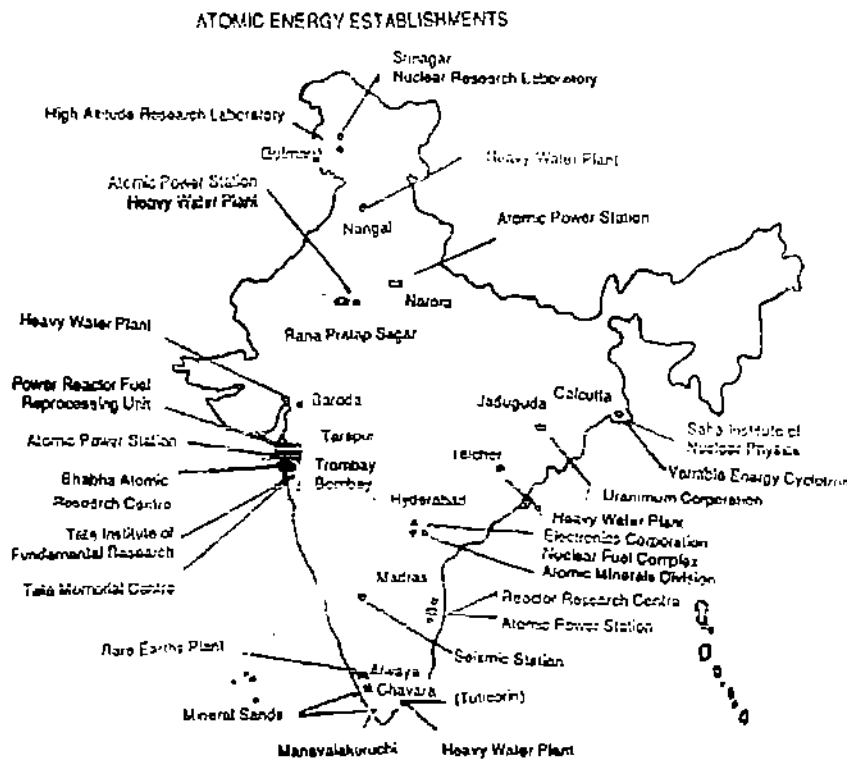 ATOMIC ENERGY ESTABLISHMENTS
Srinagar
Nuclear Research Laboratory
High Altitude Research Laboratory
Gulmarg
Heavy Water Plant
Atomic Power Station
Heavy Water Plant
Nangal
Atomic Power Station
Narora
Rana Pratap Sagar
Heavy Water Plant
Power Reactor Fuel
Reprocessing Unit
Baroda
Calcutta
Jaduguda
Atomic Power Station
Tarapur
Saha Institute of
Nuclear Physics
Talcher
Trombay
Bombay
Bhabha Atomic
Research Centre
Variable Energy Cyclotron
Uranimum Corporation
Hyderabad
Heavy Water Plant
Electronics Corporation
Nuclear Fuel Complex
Atomic Minerals Division
Tata Institute of
Fundamental Research
Tata Memorial Centre
Madras
Reactor Research Centre
Atomic Power Station
Rare Earths Plant
Seismic Station
Alwaye
Chavara
(Tuticorin)
Mineral Sands
Manavalakuruchi
Heavy Water Plant